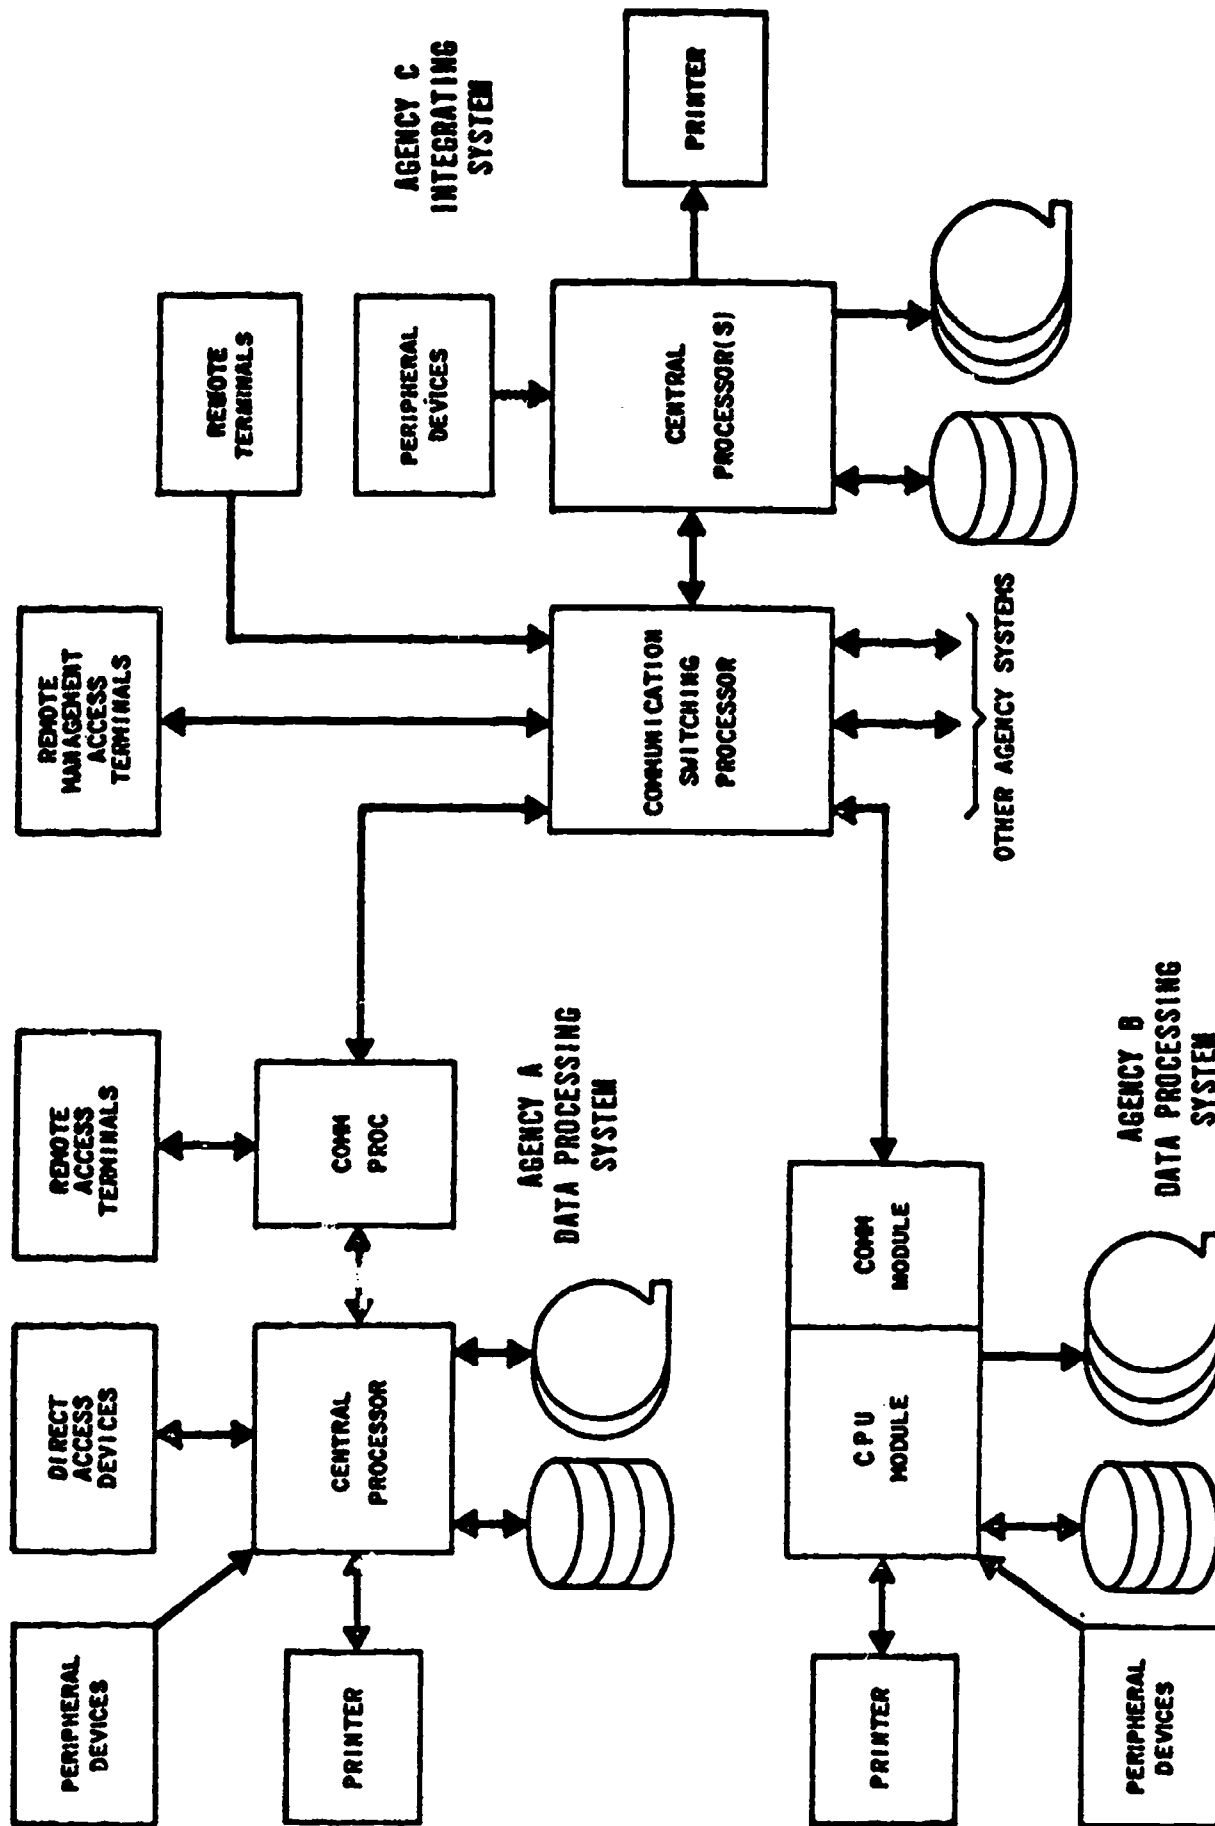 PERIPHERAL
DEVICES
DIRECT
ACCESS
DEVICES
REMOTE
ACCESS
TERMINALS
REMOTE
MANAGEMENT
ACCESS
TERMINALS
REMOTE
TERMINALS
PRINTER
CENTRAL
PROCESSOR
COMM
PROC
PERIPHERAL
DEVICES
AGENCY C
INTEGRATING
SYSTEM
AGENCY A
DATA PROCESSING
SYSTEM
COMMUNICATION
SWITCHING
PROCESSOR
CENTRAL
PROCESSOR(S)
PRINTER
PRINTER
CPU
MODULE
COMM
MODULE
OTHER AGENCY SYSTEMS
PERIPHERAL
DEVICES
AGENCY B
DATA PROCESSING
SYSTEM